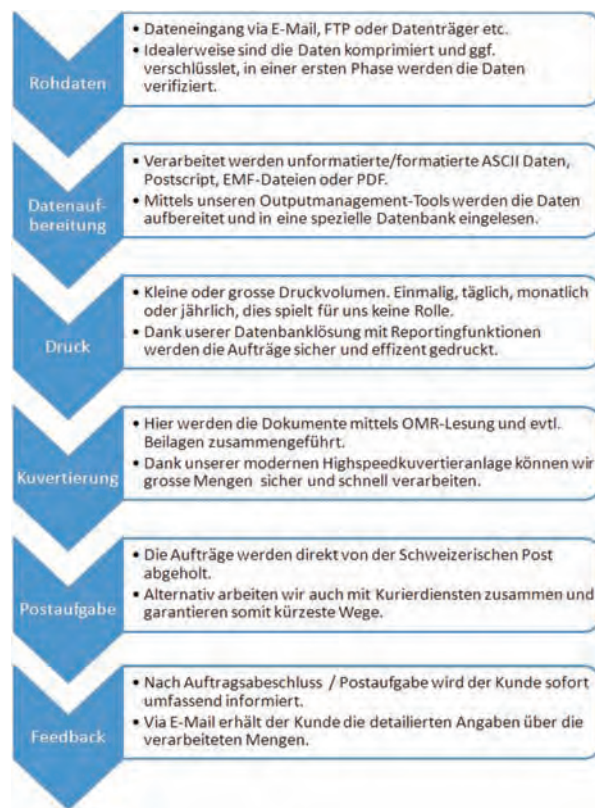 Rohdaten
• Dateneingang via E-Mail, FTP oder Datenträger etc.
• Idealerweise sind die Daten komprimiert und ggf.
verschlüsslet, in einer ersten Phase werden die Daten
verifiziert.
Datenauf-
bereitung
• Verarbeitet werden unformatierte/formatierte ASCII Daten,
Postscript, EMF-Dateien oder PDF.
• Mittels unseren Outputmanagement-Tools werden die Daten
aufbereitet und in eine spezielle Datenbank eingelesen.
Druck
• Kleine oder grosse Druckvolumen. Einmalig, täglich, monatlich
oder jährlich, dies spielt für uns keine Rolle.
• Dank userer Datenbanklösung mit Reportingfunktionen
werden die Aufträge sicher und effizent gedruckt.
Kuvertierung
• Hier werden die Dokumente mittels OMR-Lesung und evtl.
Beilagen zusammengeführt.
• Dank unserer modernen Highspeedkuvertieranlage können wir
grosse Mengen sicher und schnell verarbeiten.
Postaufgabe
• Die Aufträge werden direkt von der Schweizerischen Post
abgeholt.
• Alternativ arbeiten wir auch mit Kurierdiensten zusammen und
garantieren somit kürzeste Wege.
Feedback
• Nach Auftragsabeschluss / Postaufgabe wird der Kunde sofort
umfassend informiert.
• Via E-Mail erhält der Kunde die detailierten Angaben über die
verarbeiteten Mengen.